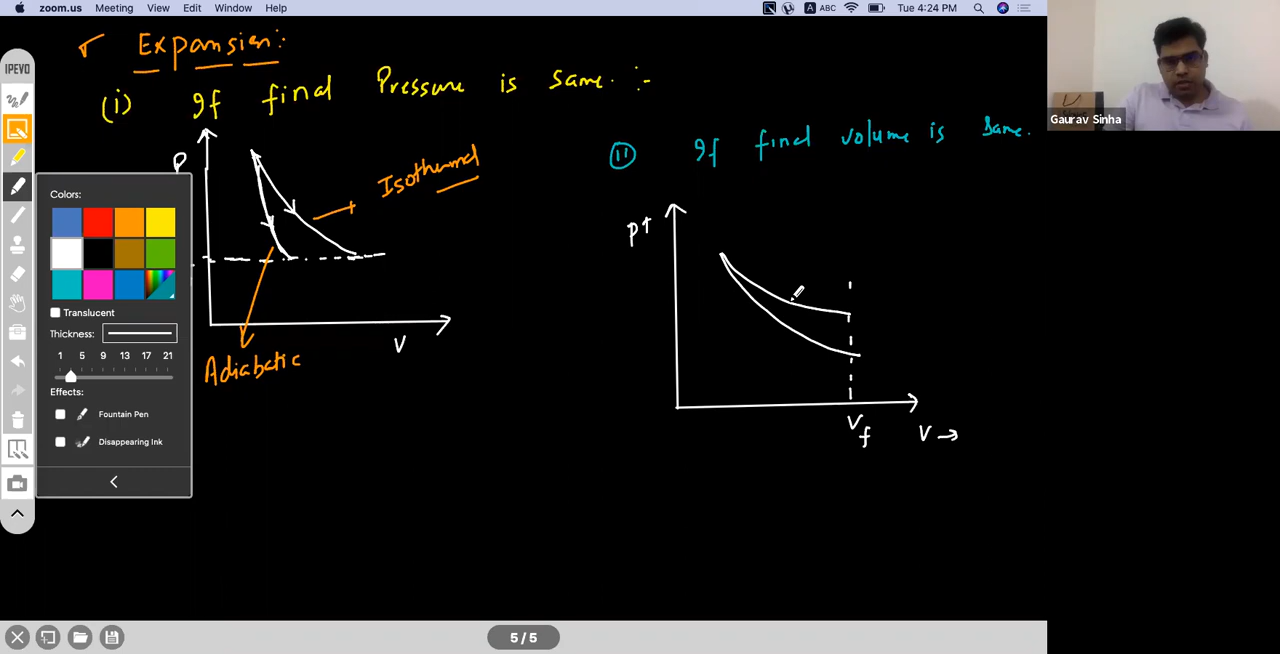 zoom.us Meeting View Edit Window Help
A ABC Tue 4:24 PM
IPEVO
Expansion:
(i) If final Pressure is same :-
Gaurav Sinha
(ii) If final volume is same.
P
Isothermal
P↑
Colors:
Translucent
Thickness:
1 5 9 13 17 21
V
Adiabatic
Effects:
Fountain Pen
Disappearing Ink
Vf
V →
5/5